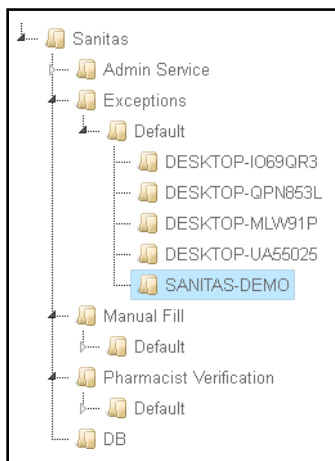 Sanitas
Admin Service
Exceptions
Default
DESKTOP-IO69QR3
DESKTOP-QPN853L
DESKTOP-MLW91P
DESKTOP-UA55025
SANITAS-DEMO
Manual Fill
Default
Pharmacist Verification
Default
DB